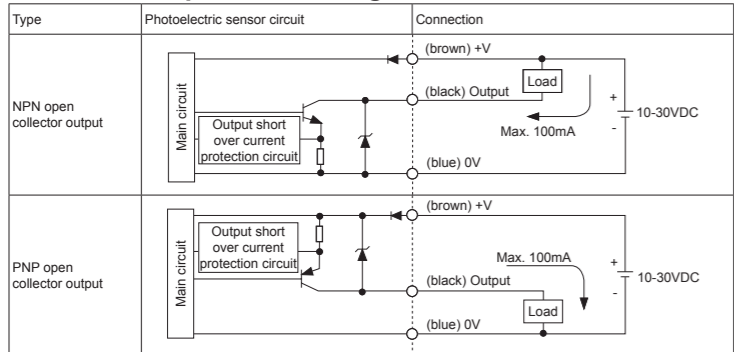 Type
Photoelectric sensor circuit
Connection
NPN open
collector output
Main circuit
Output short
over current
protection circuit
(brown) +V
(black) Output
(blue) 0V
Load
Max. 100mA
+
-
10-30VDC
PNP open
collector output
Main circuit
Output short
over current
protection circuit
(brown) +V
(black) Output
(blue) 0V
Max. 100mA
Load
+
-
10-30VDC